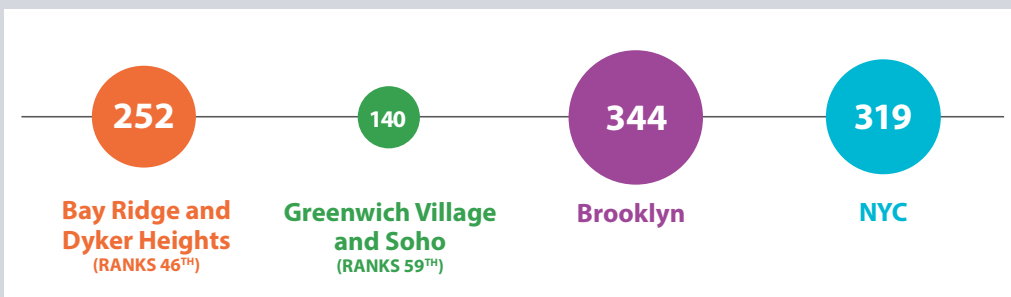 252
140
344
319
Bay Ridge and
Dyker Heights
(RANKS 46TH)
Greenwich Village
and Soho
(RANKS 59TH)
Brooklyn
NYC